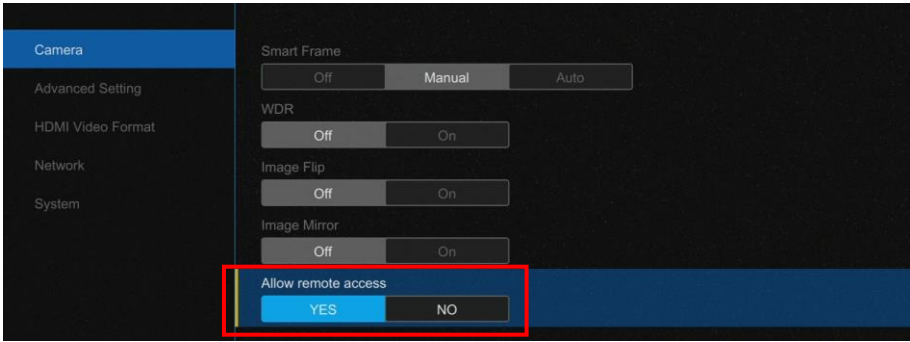 Camera
Advanced Setting
HDMI Video Format
Network
System
Smart Frame
Off Manual Auto
WDR
Off On
Image Flip
Off On
Image Mirror
Off On
Allow remote access
YES NO